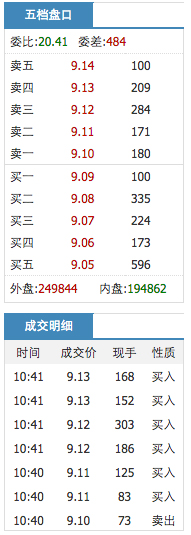 五档盘口
委比:20.41 委差:484
卖五 9.14 100
卖四 9.13 209
卖三 9.12 284
卖二 9.11 171
卖一 9.10 180
买一 9.09 100
买二 9.08 335
买三 9.07 224
买四 9.06 173
买五 9.05 596
外盘:249844 内盘:194862
成交明细
时间 成交价 现手 性质
10:41 9.13 168 买入
10:41 9.13 152 买入
10:41 9.12 303 买入
10:41 9.12 186 买入
10:40 9.11 125 买入
10:40 9.11 83 买入
10:40 9.10 73 卖出